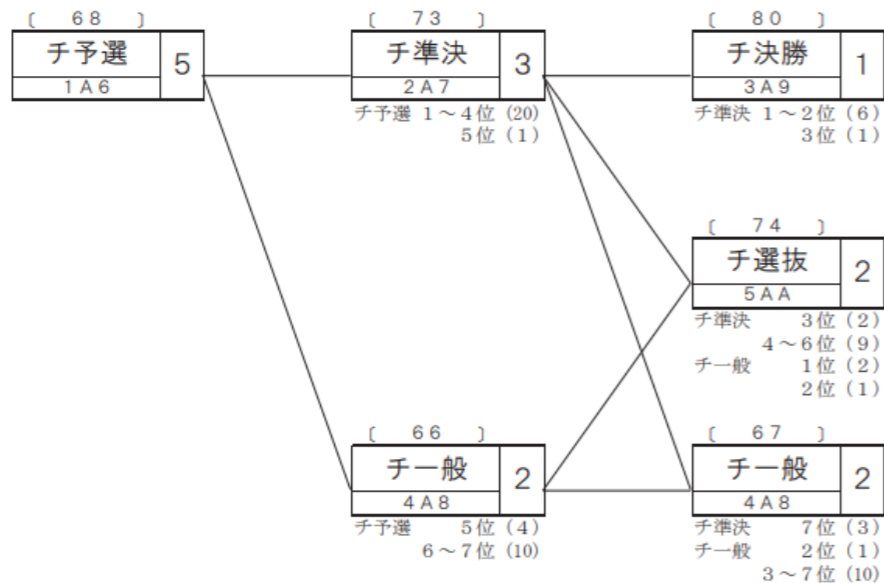 〔 68 〕
チ予選 5
1A6
〔 73 〕
チ準決 3
2A7
チ予選 1～4位 (20)
5位 (1)
〔 80 〕
チ決勝 1
3A9
チ準決 1～2位 (6)
3位 (1)
〔 74 〕
チ選抜 2
5AA
チ準決 3位 (2)
4～6位 (9)
チ一般 1位 (2)
2位 (1)
〔 66 〕
チ一般 2
4A8
チ予選 5位 (4)
6～7位 (10)
〔 67 〕
チ一般 2
4A8
チ準決 7位 (3)
チ一般 2位 (1)
3～7位 (10)